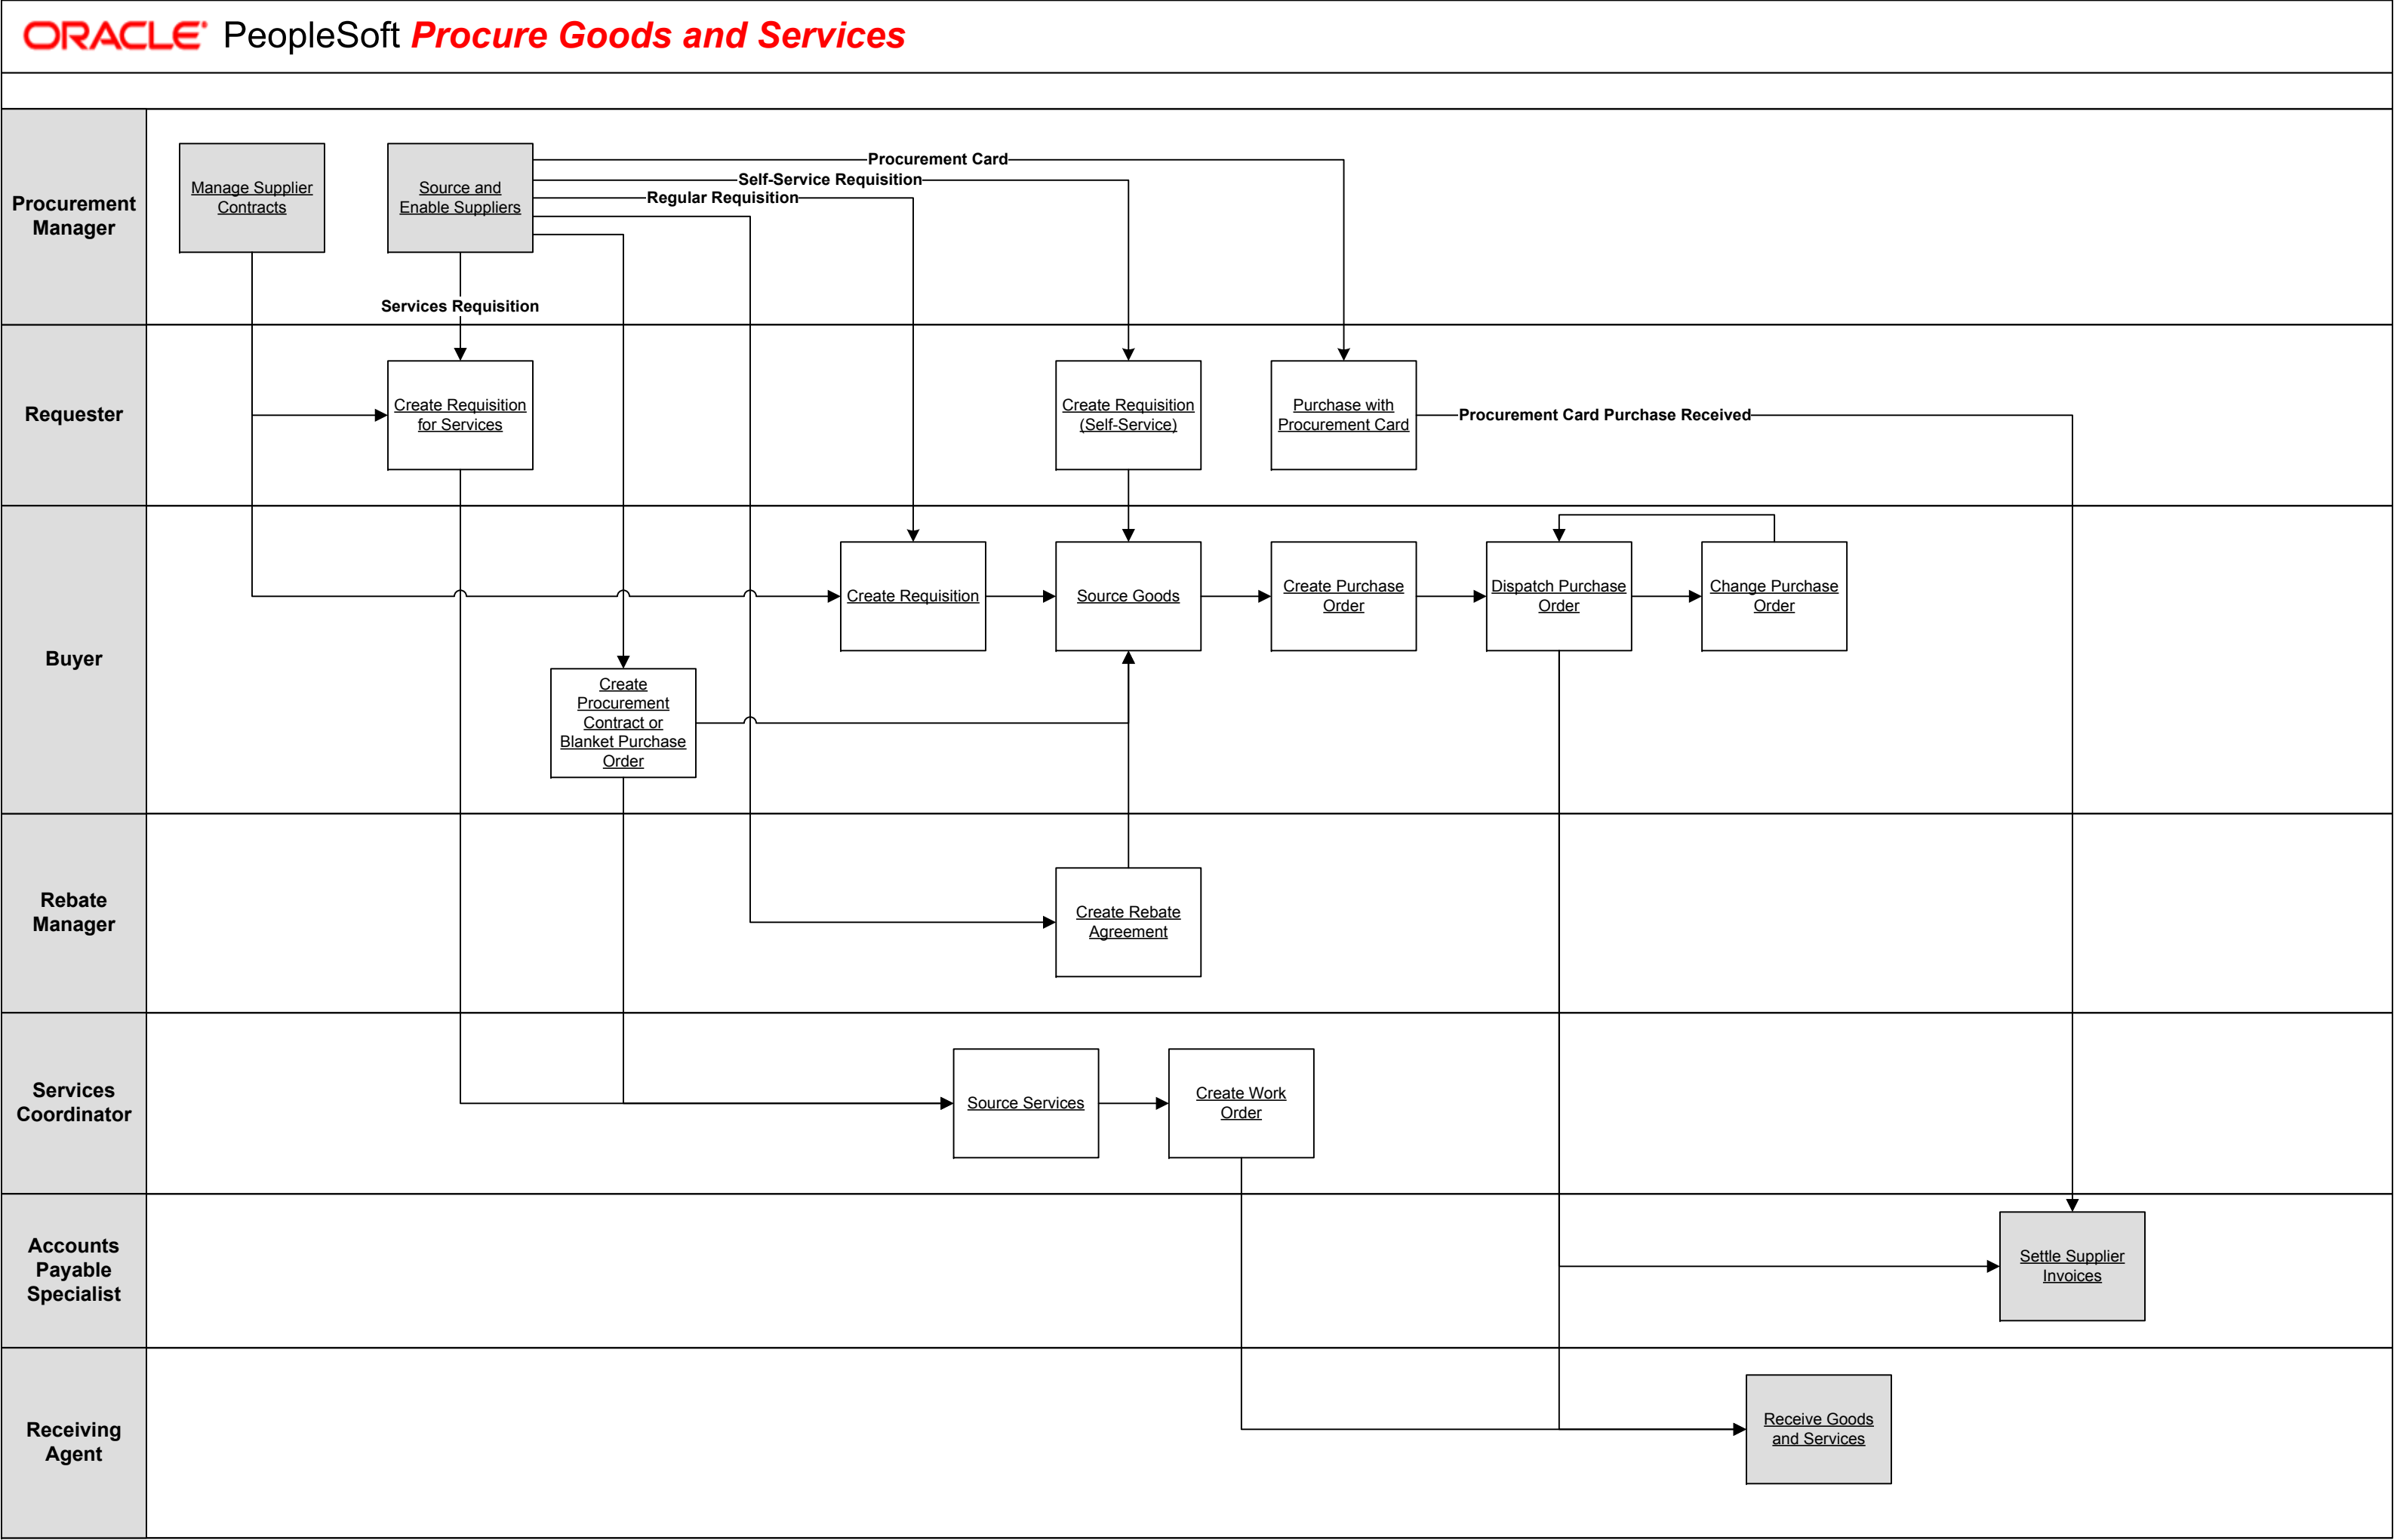 ORACLE PeopleSoft Procure Goods and Services
Procurement
Manager
Manage Supplier
Contracts
Source and
Enable Suppliers
Procurement Card
Self-Service Requisition
Regular Requisition
Services Requisition
Requester
Create Requisition
for Services
Create Requisition
(Self-Service)
Purchase with
Procurement Card
Procurement Card Purchase Received
Buyer
Create Requisition
Source Goods
Create Purchase
Order
Dispatch Purchase
Order
Change Purchase
Order
Create
Procurement
Contract or
Blanket Purchase
Order
Rebate
Manager
Create Rebate
Agreement
Services
Coordinator
Source Services
Create Work
Order
Accounts
Payable
Specialist
Settle Supplier
Invoices
Receiving
Agent
Receive Goods
and Services